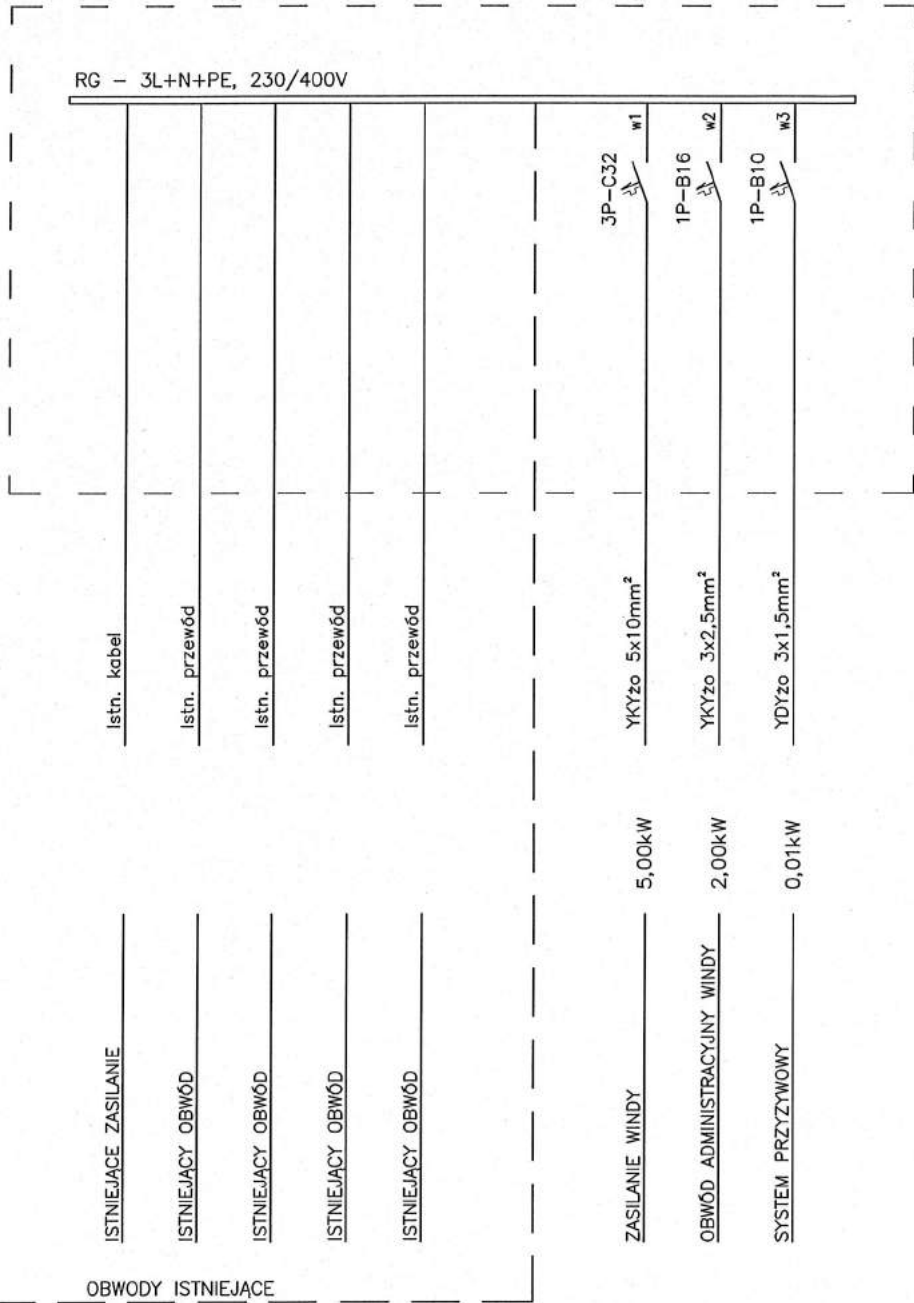 RG – 3L+N+PE, 230/400V
w1
w2
w3
3P–C32
1P–B16
1P–B10
Istn. kabel
Istn. przewód
Istn. przewód
Istn. przewód
Istn. przewód
YKYżo 5x10mm²
YKYżo 3x2,5mm²
YDYżo 3x1,5mm²
5,00kW
2,00kW
0,01kW
ISTNIEJĄCE ZASILANIE
ISTNIEJĄCY OBWÓD
ISTNIEJĄCY OBWÓD
ISTNIEJĄCY OBWÓD
ISTNIEJĄCY OBWÓD
ZASILANIE WINDY
OBWÓD ADMINISTRACYJNY WINDY
SYSTEM PRZYZYWOWY
OBWODY ISTNIEJĄCE